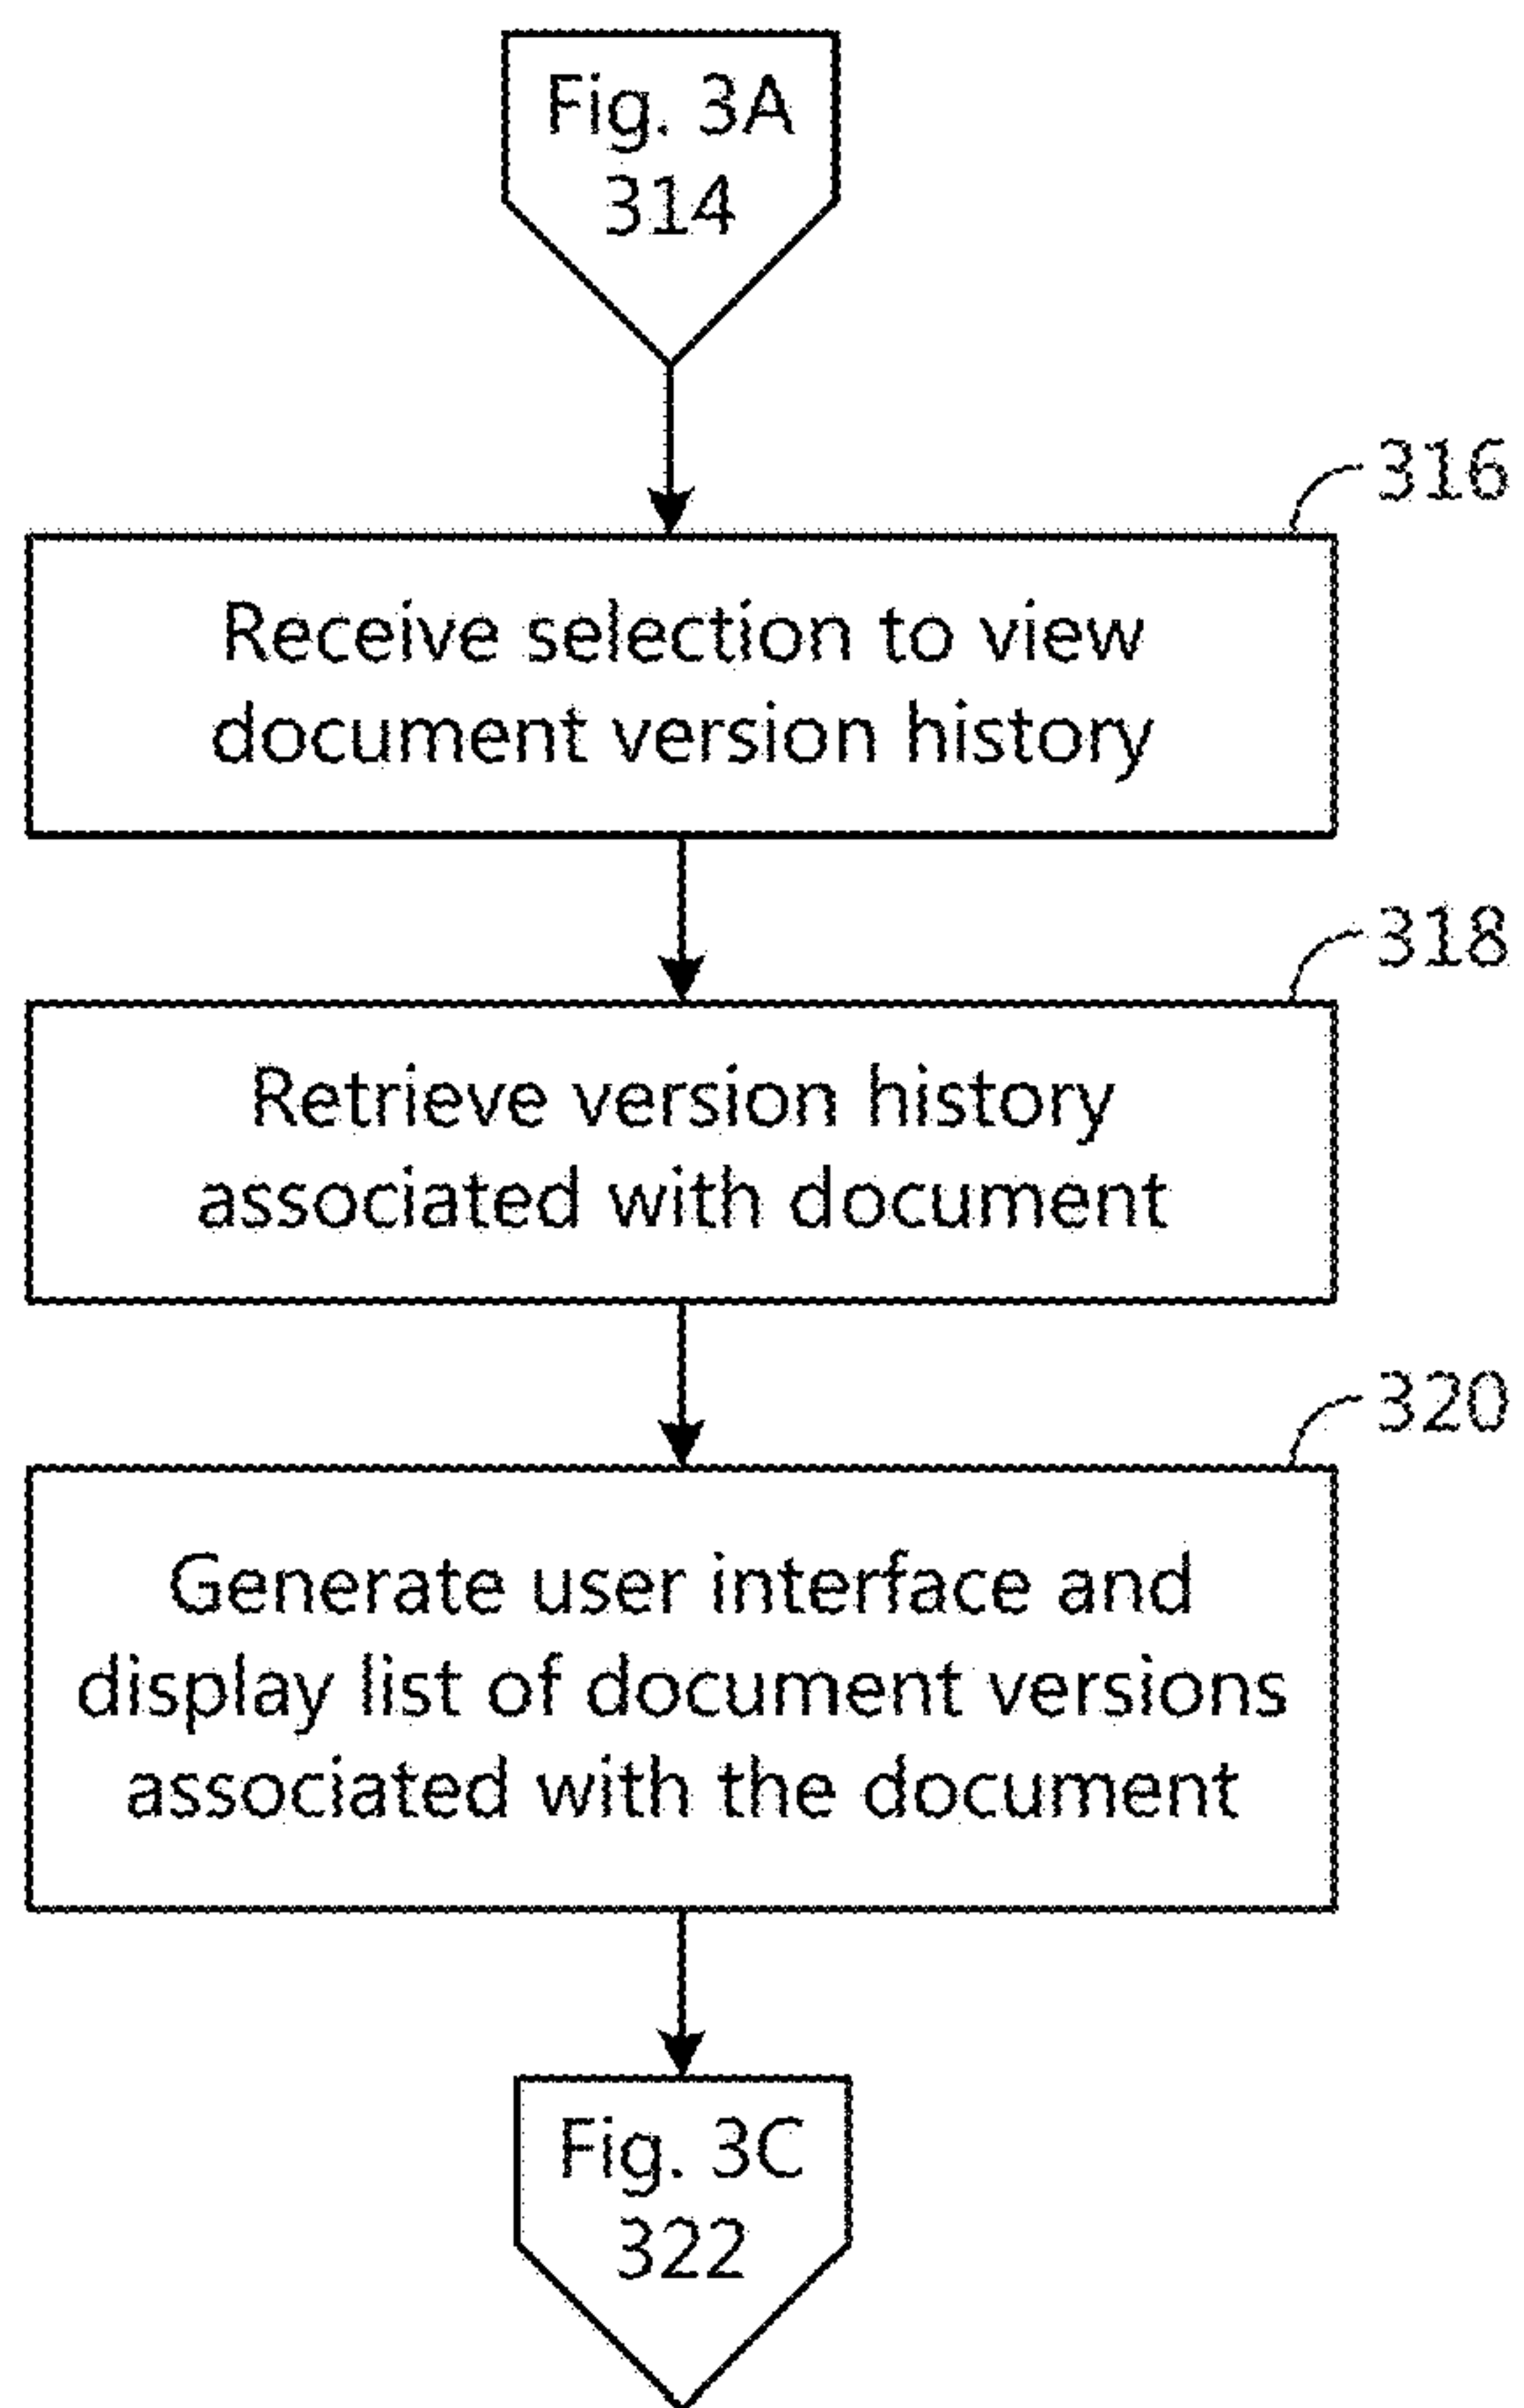 Fig. 3A
314
316
Receive selection to view
document version history
318
Retrieve version history
associated with document
320
Generate user interface and
display list of document versions
associated with the document
Fig. 3C
322